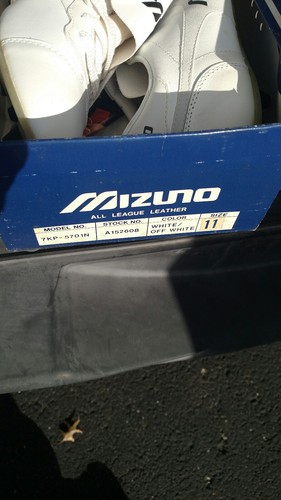 MIZUNO
ALL LEAGUE LEATHER
MODEL NO. STOCK NO. COLOR SIZE
7KP-5701N A152608 WHITE/ OFF WHITE 11